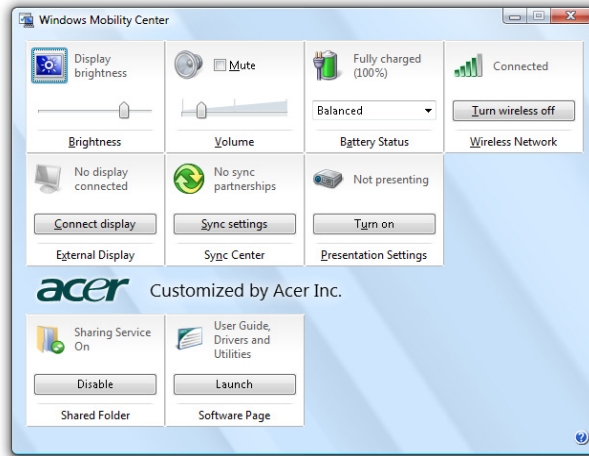 Windows Mobility Center
Display
brightness
Brightness
Mute
Volume
Fully charged
(100%)
Balanced
Battery Status
Connected
Turn wireless off
Wireless Network
No display
connected
Connect display
External Display
No sync
partnerships
Sync settings
Sync Center
Not presenting
Turn on
Presentation Settings
acer Customized by Acer Inc.
Sharing Service
On
Disable
Shared Folder
User Guide,
Drivers and
Utilities
Launch
Software Page
?